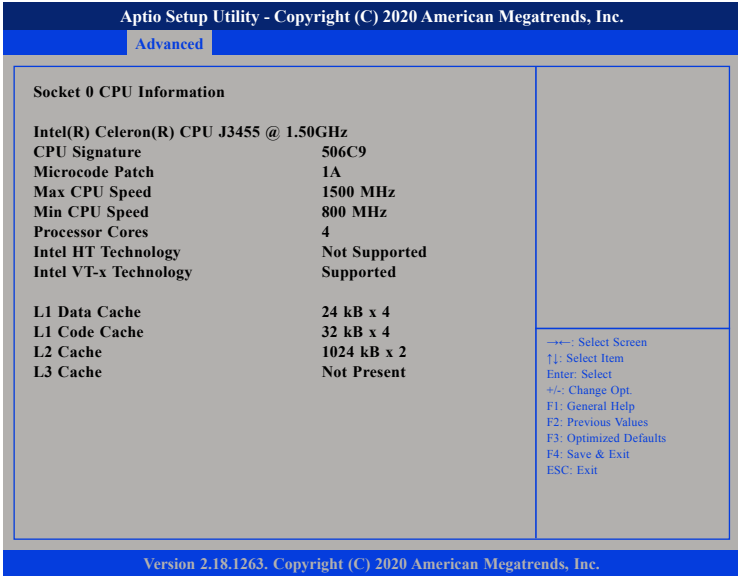 Aptio Setup Utility - Copyright (C) 2020 American Megatrends, Inc.
Advanced
Socket 0 CPU Information
Intel(R) Celeron(R) CPU J3455 @ 1.50GHz
CPU Signature 506C9
Microcode Patch 1A
Max CPU Speed 1500 MHz
Min CPU Speed 800 MHz
Processor Cores 4
Intel HT Technology Not Supported
Intel VT-x Technology Supported
L1 Data Cache 24 kB x 4
L1 Code Cache 32 kB x 4
L2 Cache 1024 kB x 2
L3 Cache Not Present
→←: Select Screen
↑↓: Select Item
Enter: Select
+/-: Change Opt.
F1: General Help
F2: Previous Values
F3: Optimized Defaults
F4: Save & Exit
ESC: Exit
Version 2.18.1263. Copyright (C) 2020 American Megatrends, Inc.